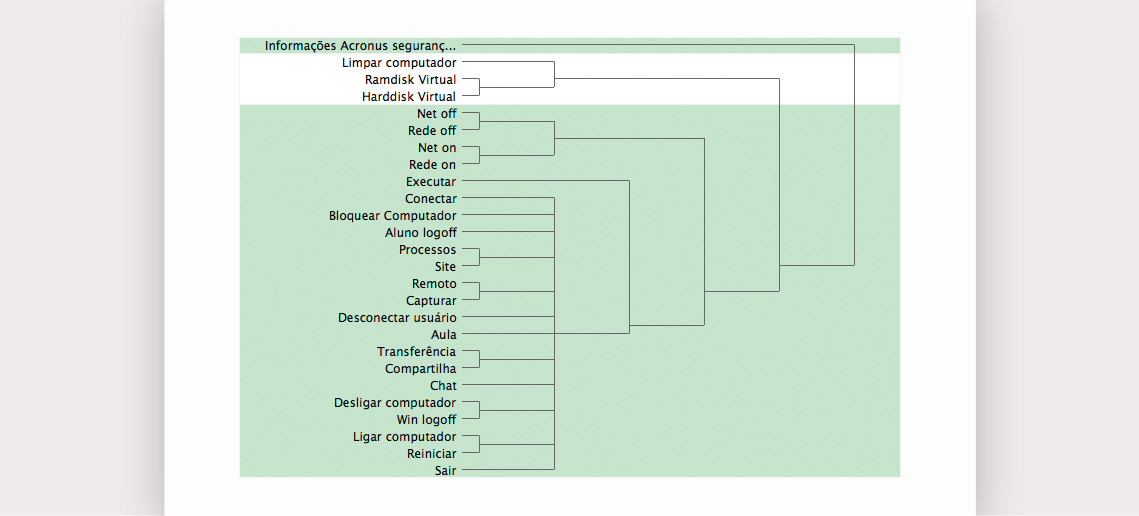 Informações Acronus seguranç...
Limpar computador
Ramdisk Virtual
Harddisk Virtual
Net off
Rede off
Net on
Rede on
Executar
Conectar
Bloquear Computador
Aluno logoff
Processos
Site
Remoto
Capturar
Desconectar usuário
Aula
Transferência
Compartilha
Chat
Desligar computador
Win logoff
Ligar computador
Reiniciar
Sair